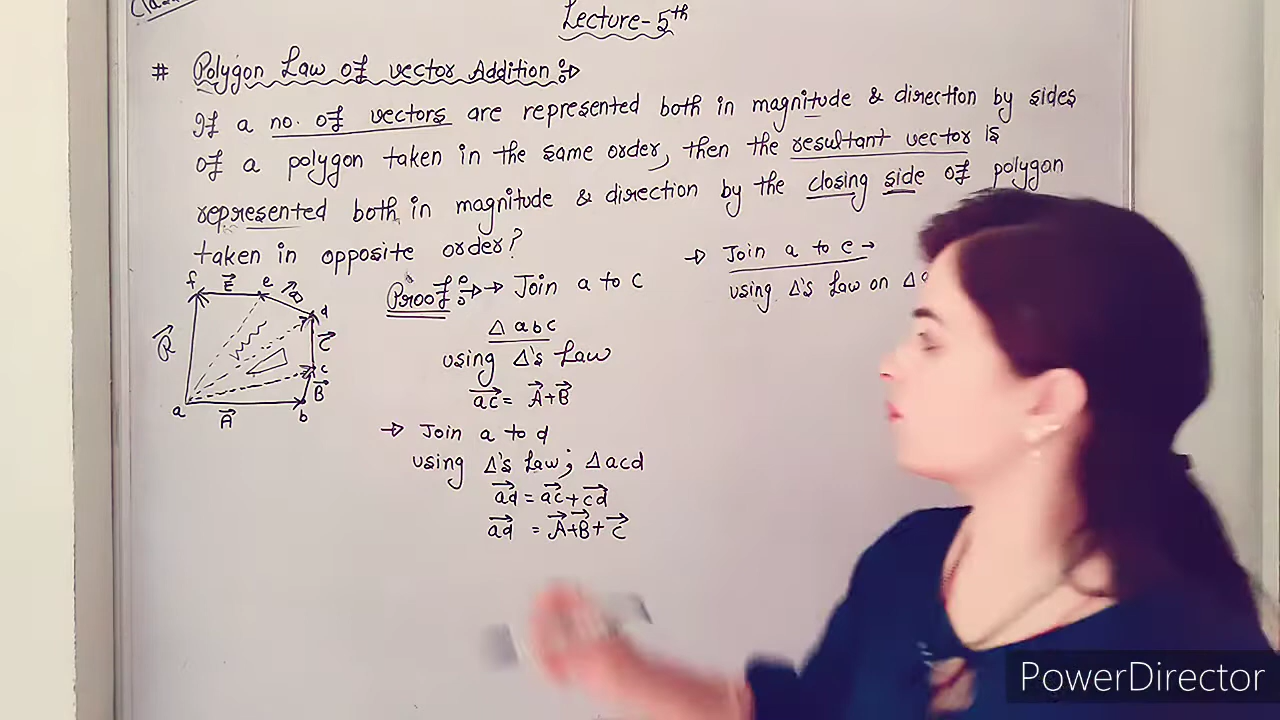 Lecture-5th
# Polygon Law of vector Addition :→
If a no. of vectors are represented both in magnitude & direction by sides
of a polygon taken in the same order, then the resultant vector is
represented both in magnitude & direction by the closing side of polygon
taken in opposite order?
Proof :→ → Join a to c
Δ abc
using Δ's Law
ac = A+B
→ Join a to d
using Δ's Law; Δacd
ad = ac + cd
ad = A+B+C
→ Join a to e →
using Δ's Law on Δa
f E e D d
R C
c
B
a A b
PowerDirector